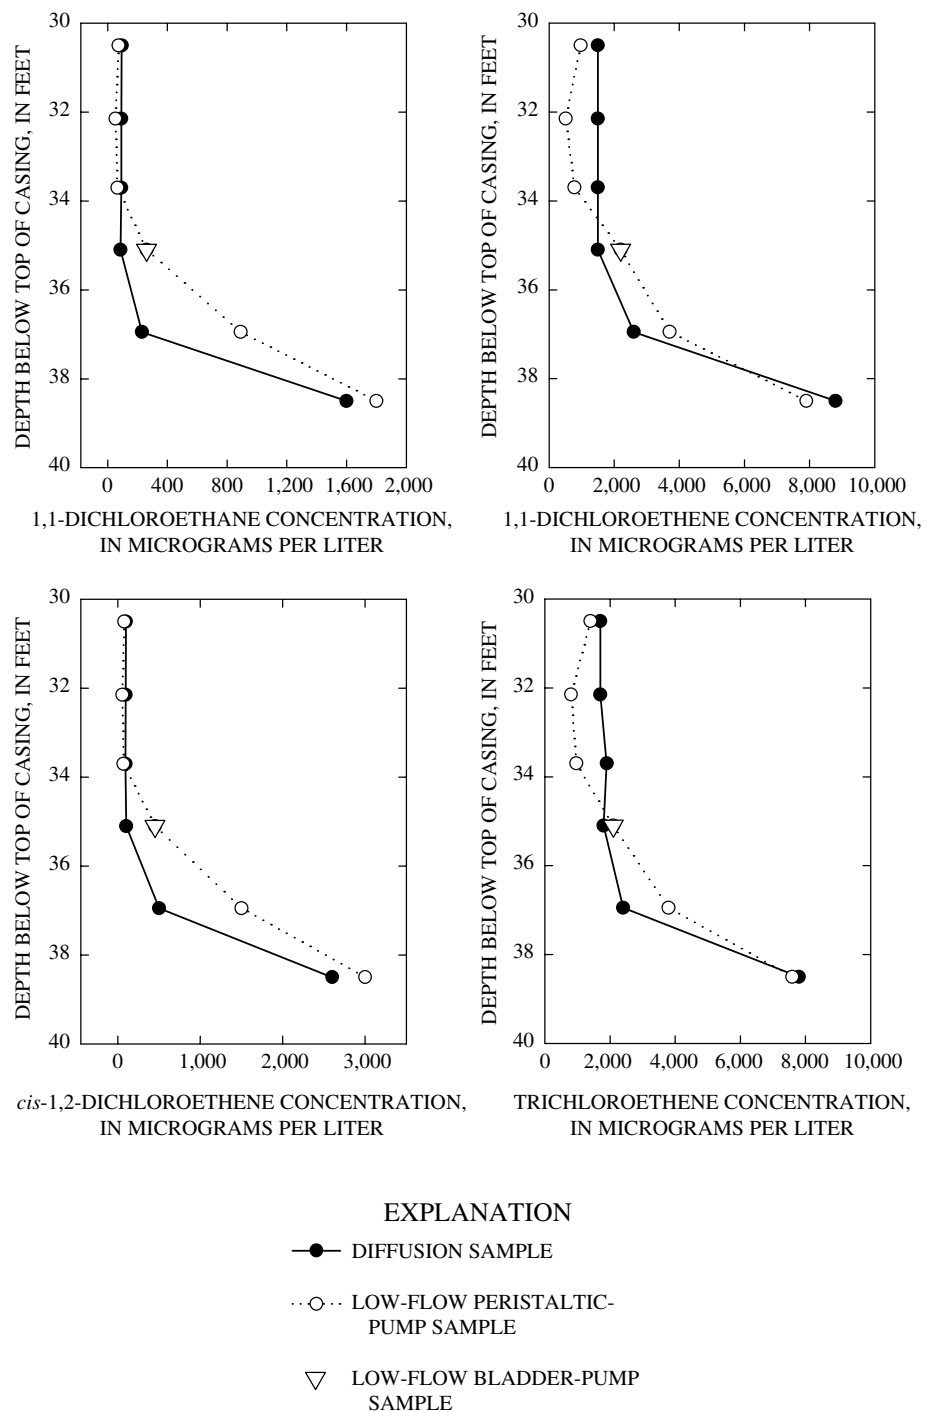 DEPTH BELOW TOP OF CASING, IN FEET
30
32
34
36
38
40
0 400 800 1,200 1,600 2,000
1,1-DICHLOROETHANE CONCENTRATION,
IN MICROGRAMS PER LITER
DEPTH BELOW TOP OF CASING, IN FEET
30
32
34
36
38
40
0 2,000 4,000 6,000 8,000 10,000
1,1-DICHLOROETHENE CONCENTRATION,
IN MICROGRAMS PER LITER
DEPTH BELOW TOP OF CASING, IN FEET
30
32
34
36
38
40
0 1,000 2,000 3,000
cis-1,2-DICHLOROETHENE CONCENTRATION,
IN MICROGRAMS PER LITER
DEPTH BELOW TOP OF CASING, IN FEET
30
32
34
36
38
40
0 2,000 4,000 6,000 8,000 10,000
TRICHLOROETHENE CONCENTRATION,
IN MICROGRAMS PER LITER
EXPLANATION
DIFFUSION SAMPLE
LOW-FLOW PERISTALTIC-
PUMP SAMPLE
LOW-FLOW BLADDER-PUMP
SAMPLE